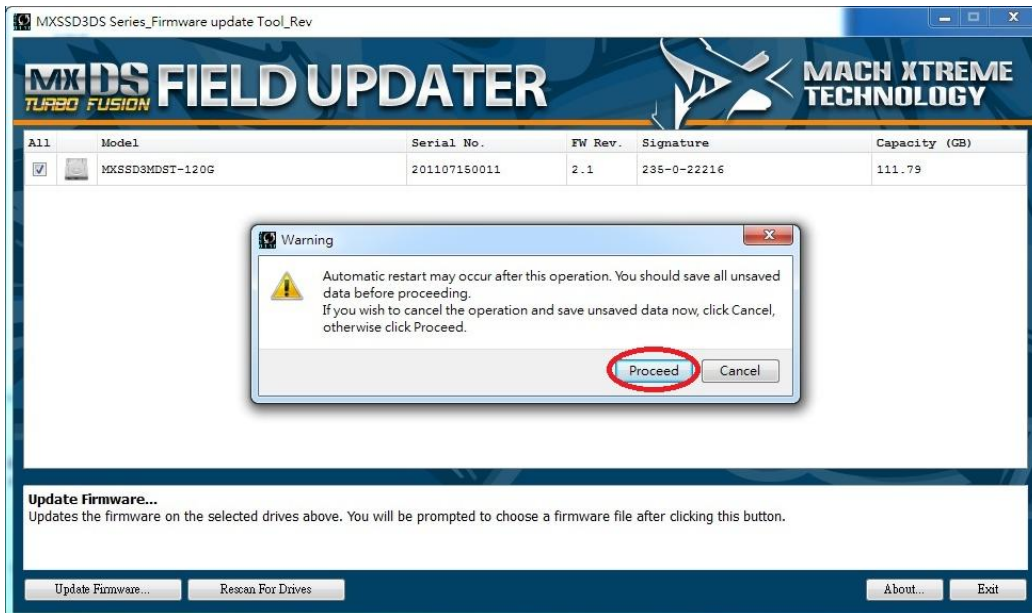 MXSSD3DS Series_Firmware update Tool_Rev
MX DS
TURBO FUSION
FIELD UPDATER
MACH XTREME
TECHNOLOGY
All Model Serial No. FW Rev. Signature Capacity (GB)
MXSSD3MDST-120G 201107150011 2.1 235-0-22216 111.79
Warning
Automatic restart may occur after this operation. You should save all unsaved
data before proceeding.
If you wish to cancel the operation and save unsaved data now, click Cancel,
otherwise click Proceed.
Proceed Cancel
Update Firmware...
Updates the firmware on the selected drives above. You will be prompted to choose a firmware file after clicking this button.
Update Firmware... Rescan For Drives About... Exit